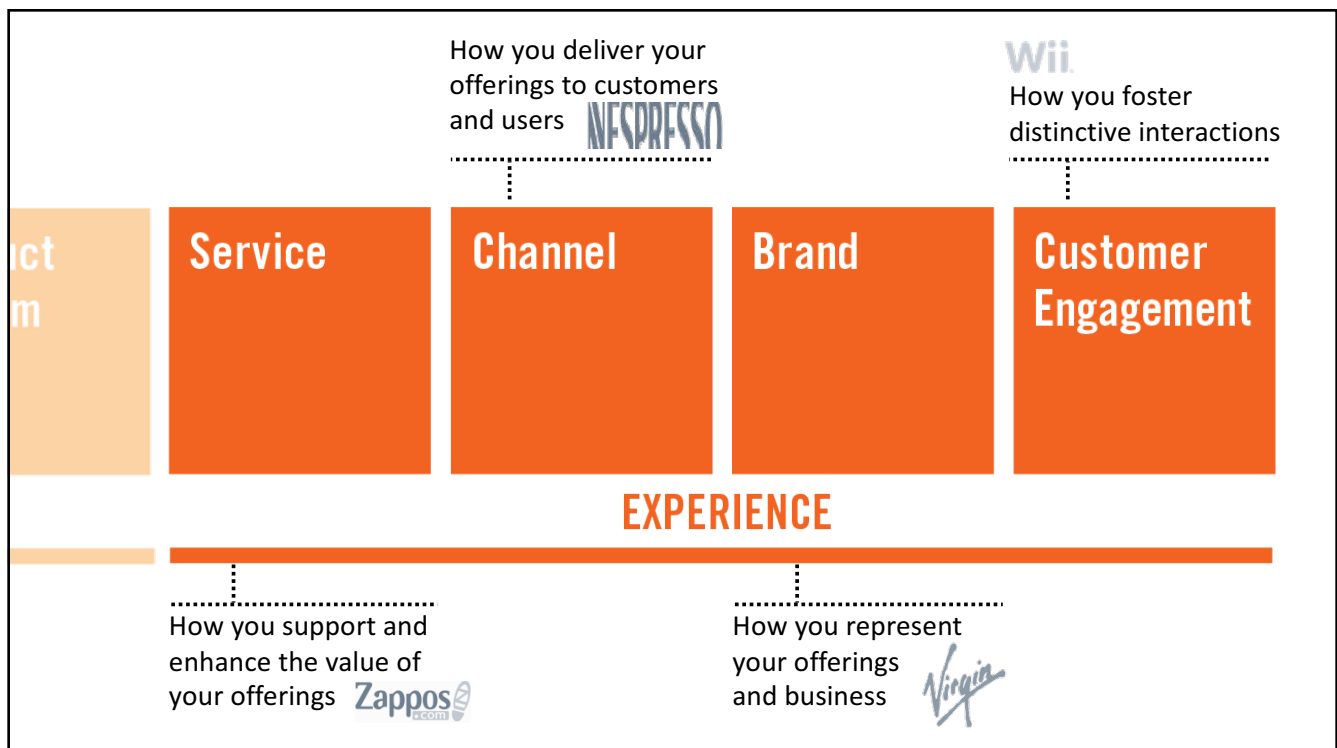 How you deliver your
offerings to customers
and users NESPRESSO
Wii
How you foster
distinctive interactions
uct
m
Service
Channel
Brand
Customer
Engagement
EXPERIENCE
How you support and
enhance the value of
your offerings Zappos
.com
How you represent
your offerings
and business Virgin